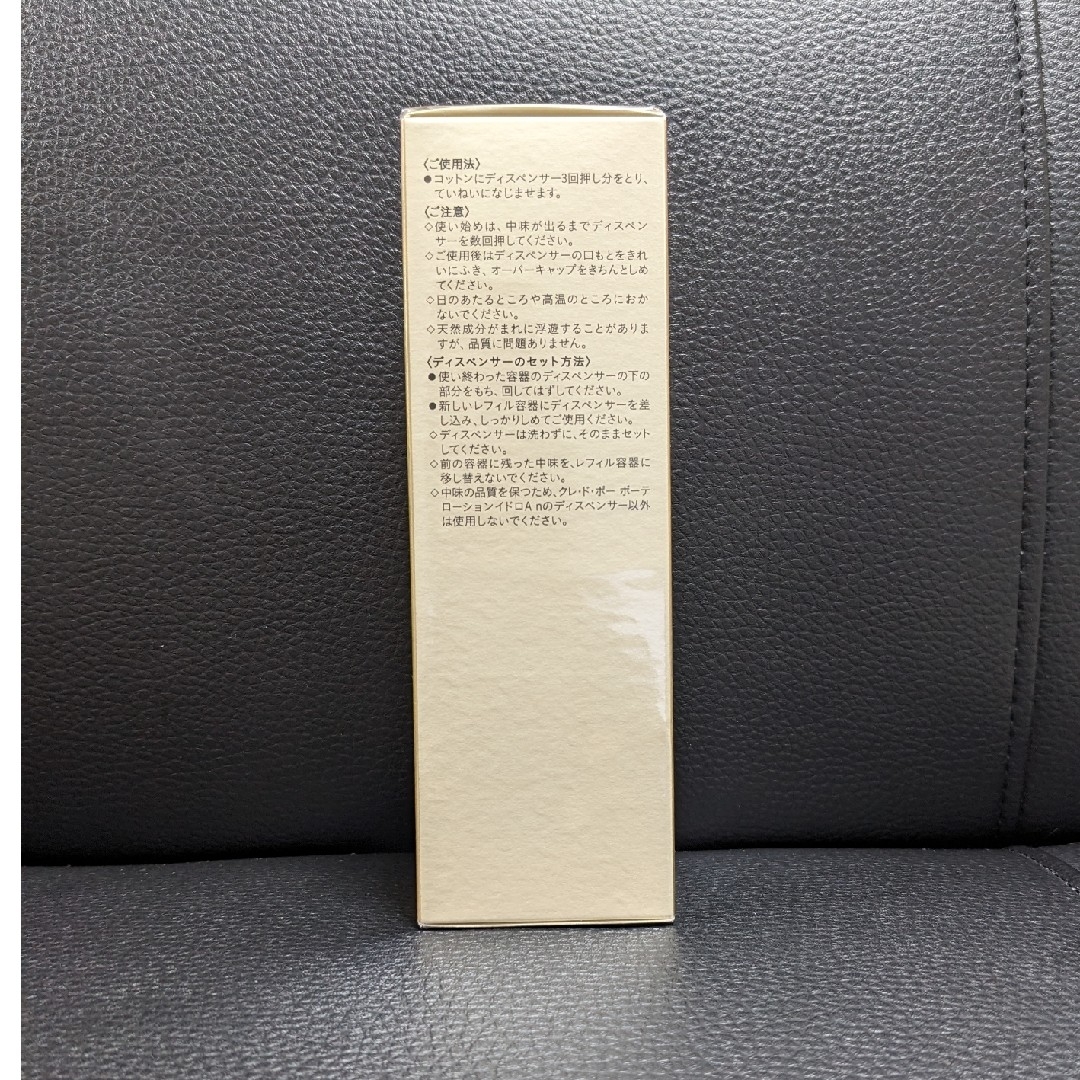 〈ご使用法〉
●コットンにディスペンサー3回押し分をとり、
ていねいになじませます。
〈ご注意〉
◇使い始めは、中味が出るまでディスペン
サーを数回押してください。
◇ご使用後はディスペンサーの口もとをきれ
いにふき、オーバーキャップをきちんとしめ
てください。
◇日のあたるところや高温のところにおか
ないでください。
◇天然成分がまれに浮遊することがありま
すが、品質に問題ありません。
〈ディスペンサーのセット方法〉
●使い終わった容器のディスペンサーの下の
部分をもち、回してはずしてください。
●新しいレフィル容器にディスペンサーを差
し込み、しっかりしめてご使用ください。
◇ディスペンサーは洗わずに、そのままセット
してください。
◇前の容器に残った中味を、レフィル容器に
移し替えないでください。
◇中味の品質を保つため、クレ・ド・ポー ボーテ
ローションイドロA nのディスペンサー以外
は使用しないでください。